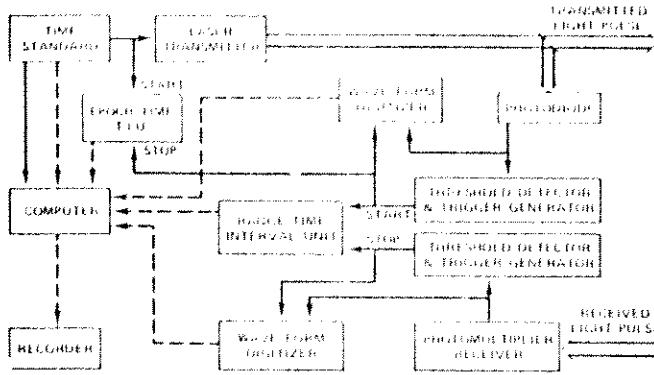 TIME
STANDARD
LASER
TRANSMITTER
TRANSMITTED
LIGHT PULSE
START
EPOCH TIME
T.I.U.
STOP
WAVE FORM
DIGITIZER
PHOTODIODE
COMPUTER
RANGE TIME
INTERVAL UNIT
START
THRESHOLD DETECTOR
& TRIGGER GENERATOR
STOP
THRESHOLD DETECTOR
& TRIGGER GENERATOR
RECORDER
WAVE FORM
DIGITIZER
PHOTOMULTIPLIER
RECEIVER
RECEIVED
LIGHT PULSE